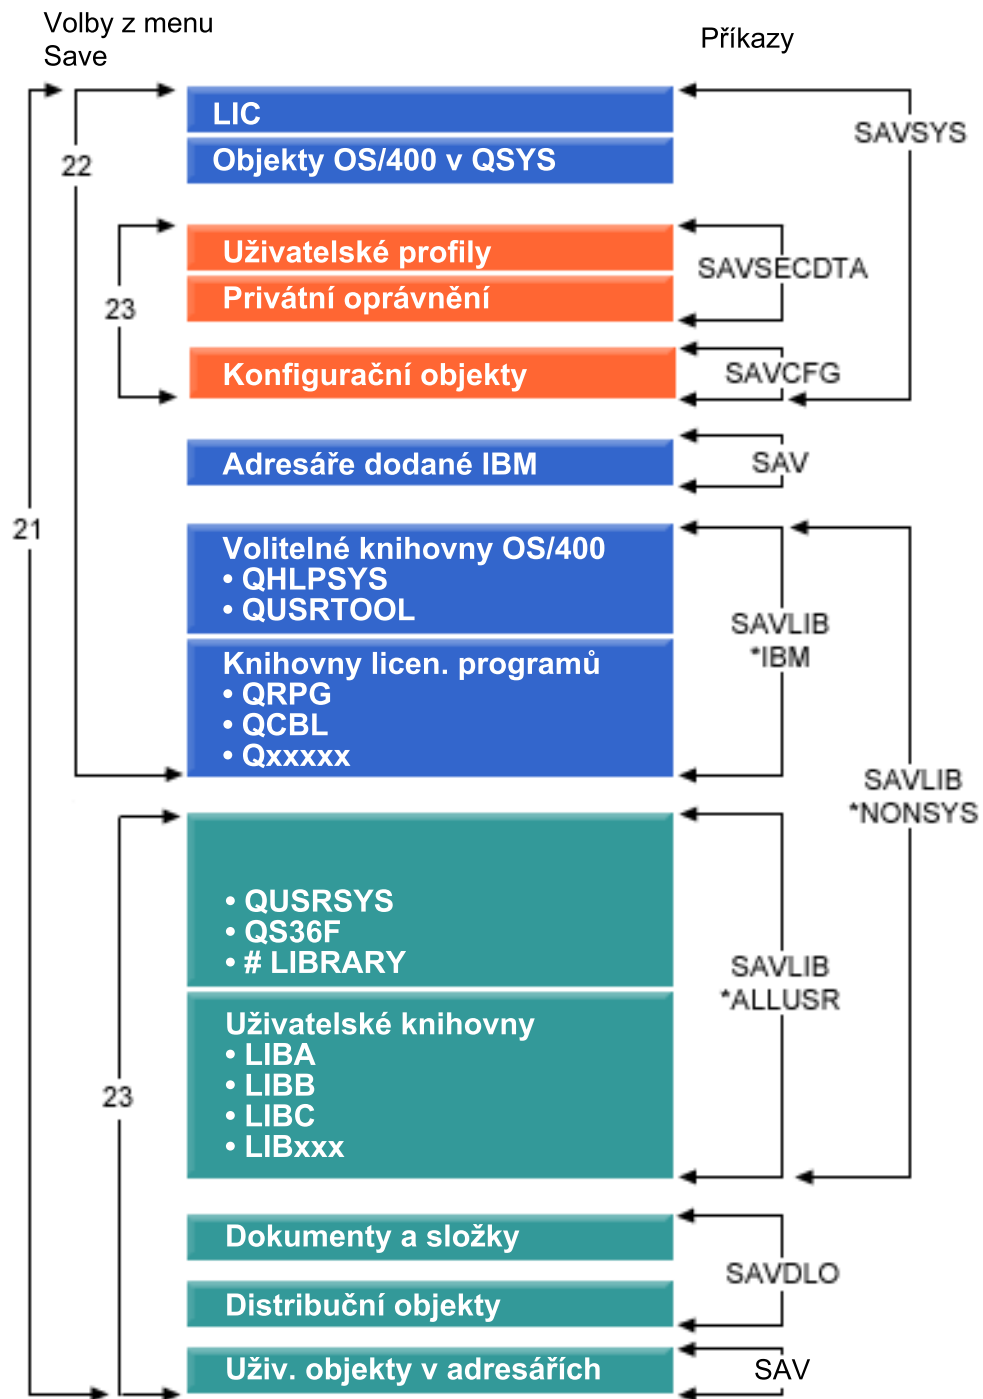 Volby z menu
Save
Příkazy
LIC
Objekty OS/400 v QSYS
SAVSYS
22
Uživatelské profily
Privátní oprávnění
SAVSECDTA
23
Konfigurační objekty
SAVCFG
Adresáře dodané IBM
SAV
21
Volitelné knihovny OS/400
• QHLPSYS
• QUSRTOOL
Knihovny licen. programů
• QRPG
• QCBL
• Qxxxxx
SAVLIB
*IBM
SAVLIB
*NONSYS
• QUSRSYS
• QS36F
• # LIBRARY
SAVLIB
*ALLUSR
Uživatelské knihovny
• LIBA
• LIBB
• LIBC
• LIBxxx
23
Dokumenty a složky
SAVDLO
Distribuční objekty
Uživ. objekty v adresářích
SAV